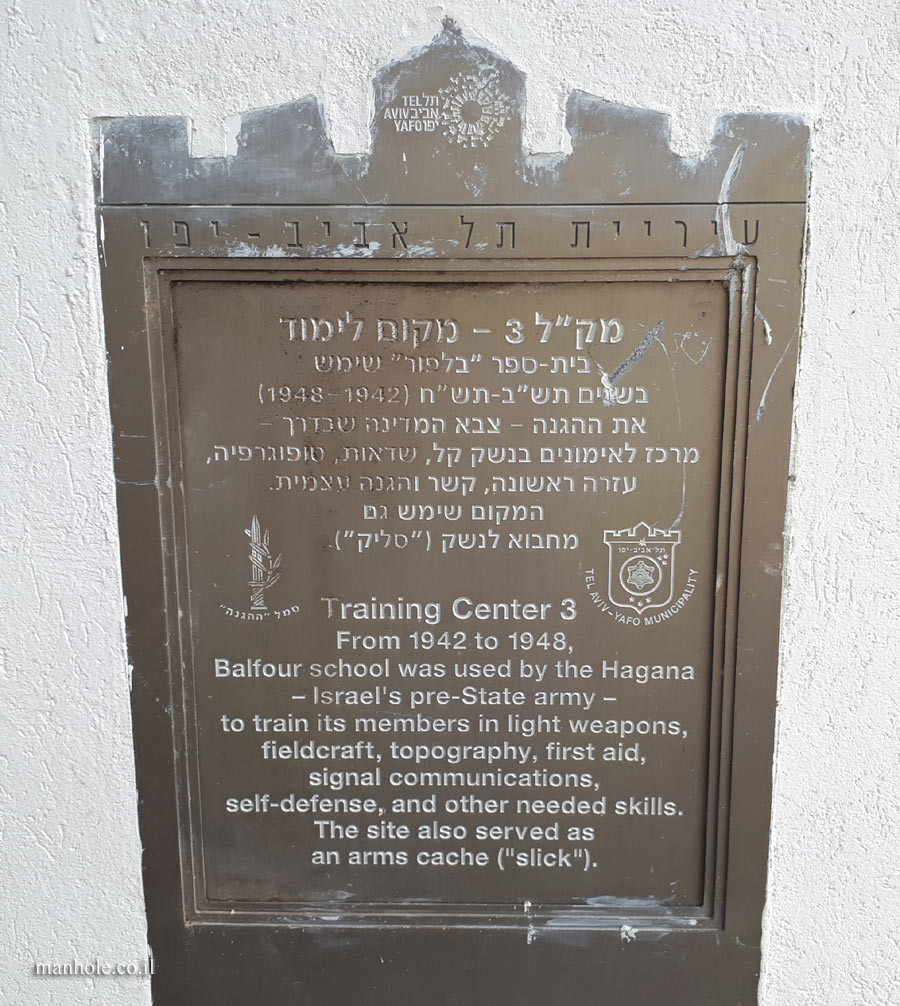 TEL תל
AVIV אביב
YAFO יפו
עיריית תל אביב-יפו
מק"ל 3 – מקום לימוד
בית-ספר "בלפור" שימש
בשנים תש"ב-תש"ח (1948-1942)
את ההגנה – צבא המדינה שבדרך –
מרכז לאימונים בנשק קל, שדאות, טופוגרפיה,
עזרה ראשונה, קשר והגנה עצמית.
המקום שימש גם
מחבוא לנשק ("סליק").
סמל "ההגנה"
תל-אביב-יפו
TEL AVIV-YAFO MUNICIPALITY
Training Center 3
From 1942 to 1948,
Balfour school was used by the Hagana
– Israel's pre-State army –
to train its members in light weapons,
fieldcraft, topography, first aid,
signal communications,
self-defense, and other needed skills.
The site also served as
an arms cache ("slick").
manhole.co.il